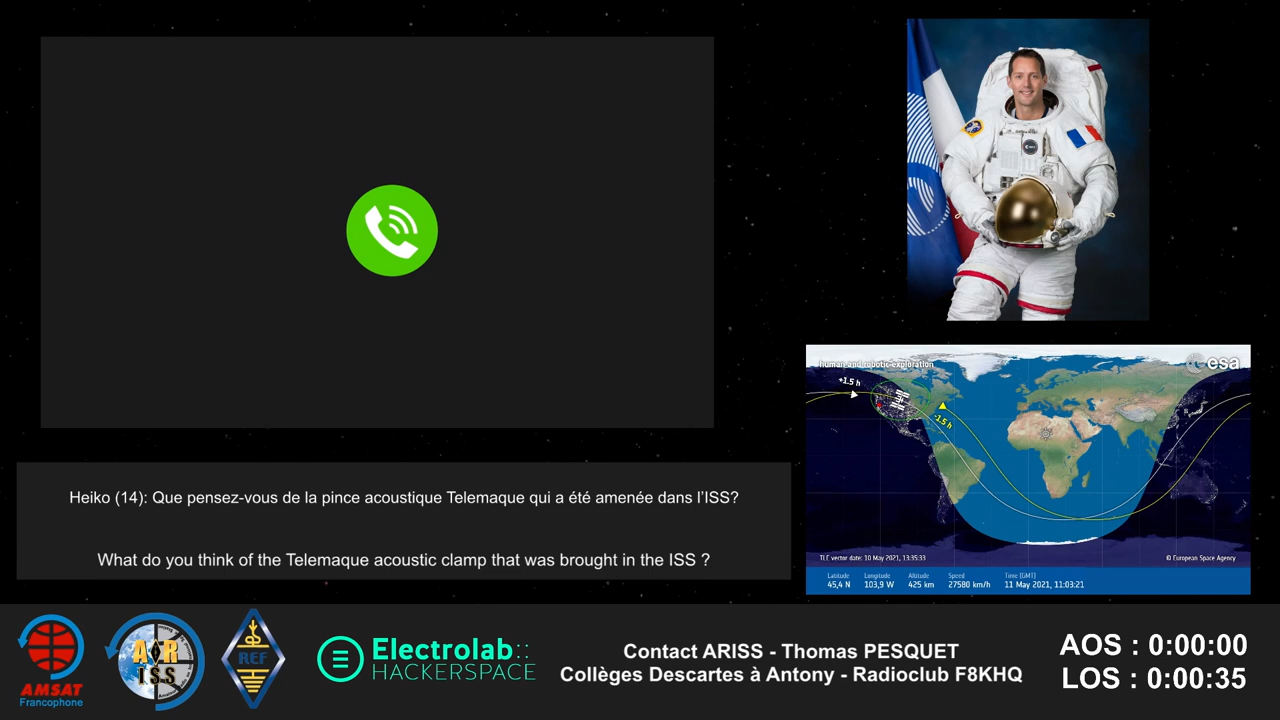 human and robotic exploration
esa
+1.5 h
-1.5 h
TLE vertor date: 10 May 2021, 13:35:33
© European Space Agency
Latitude Longitude Altitude Speed Time (GMT)
45,4 N 103,9 W 425 km 27580 km/h 11 May 2021, 11:03:21
Heiko (14): Que pensez-vous de la pince acoustique Telemaque qui a été amenée dans l'ISS?
What do you think of the Telemaque acoustic clamp that was brought in the ISS ?
AMSAT
Francophone
AR
ISS
REF
Electrolab::
HACKERSPACE
Contact ARISS - Thomas PESQUET
Collèges Descartes à Antony - Radioclub F8KHQ
AOS : 0:00:00
LOS : 0:00:35